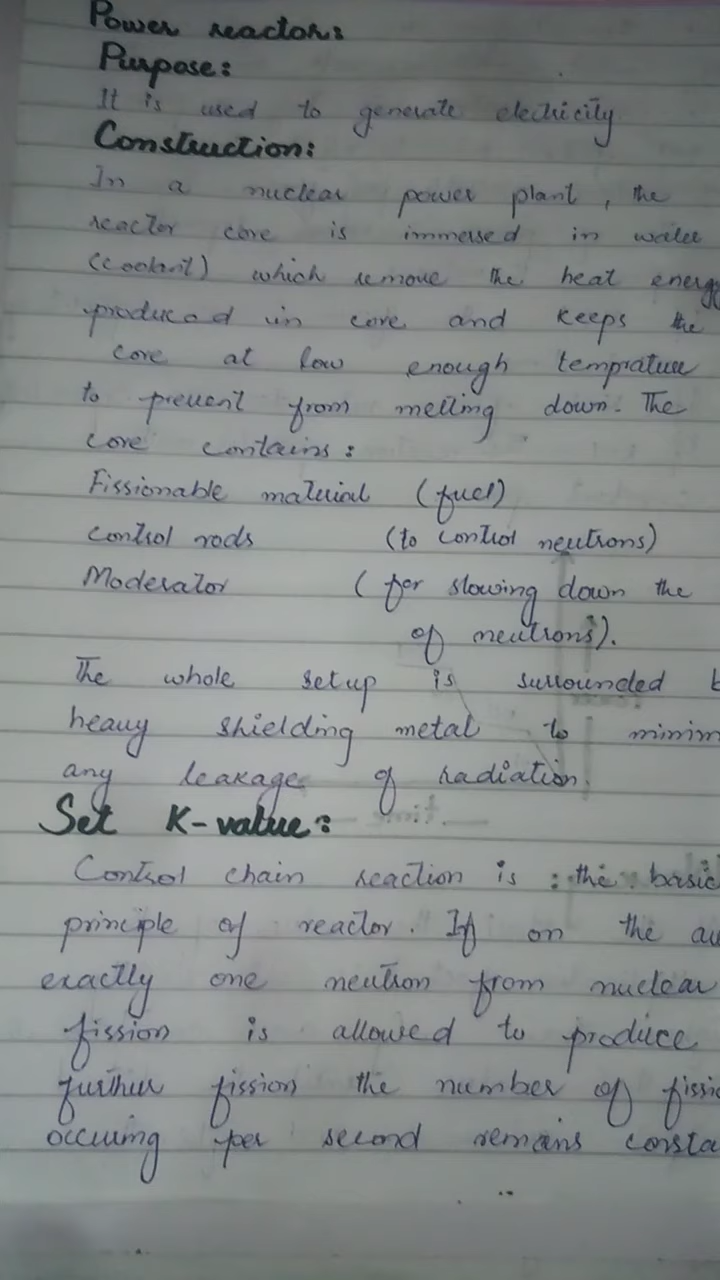 Power reactor:
Purpose:
It is used to generate electricity
Construction:
In a nuclear power plant, the
reactor core is immersed in water
(coolant) which remove the heat energy
produced in core and keeps the
core at low enough temprature
to prevent from melting down. The
core contains:
Fissionable material (fuel)
control rods (to control neutrons)
Moderator (for slowing down the
of neutrons).
The whole setup is surrounded b
heavy shielding metal to minim
any leakage of radiation.
Set K-value:
Control chain reaction is : the basic
principle of reactor. If on the av
exactly one neutron from nuclear
fission is allowed to produce
further fission the number of fissio
occuring per second remains consta